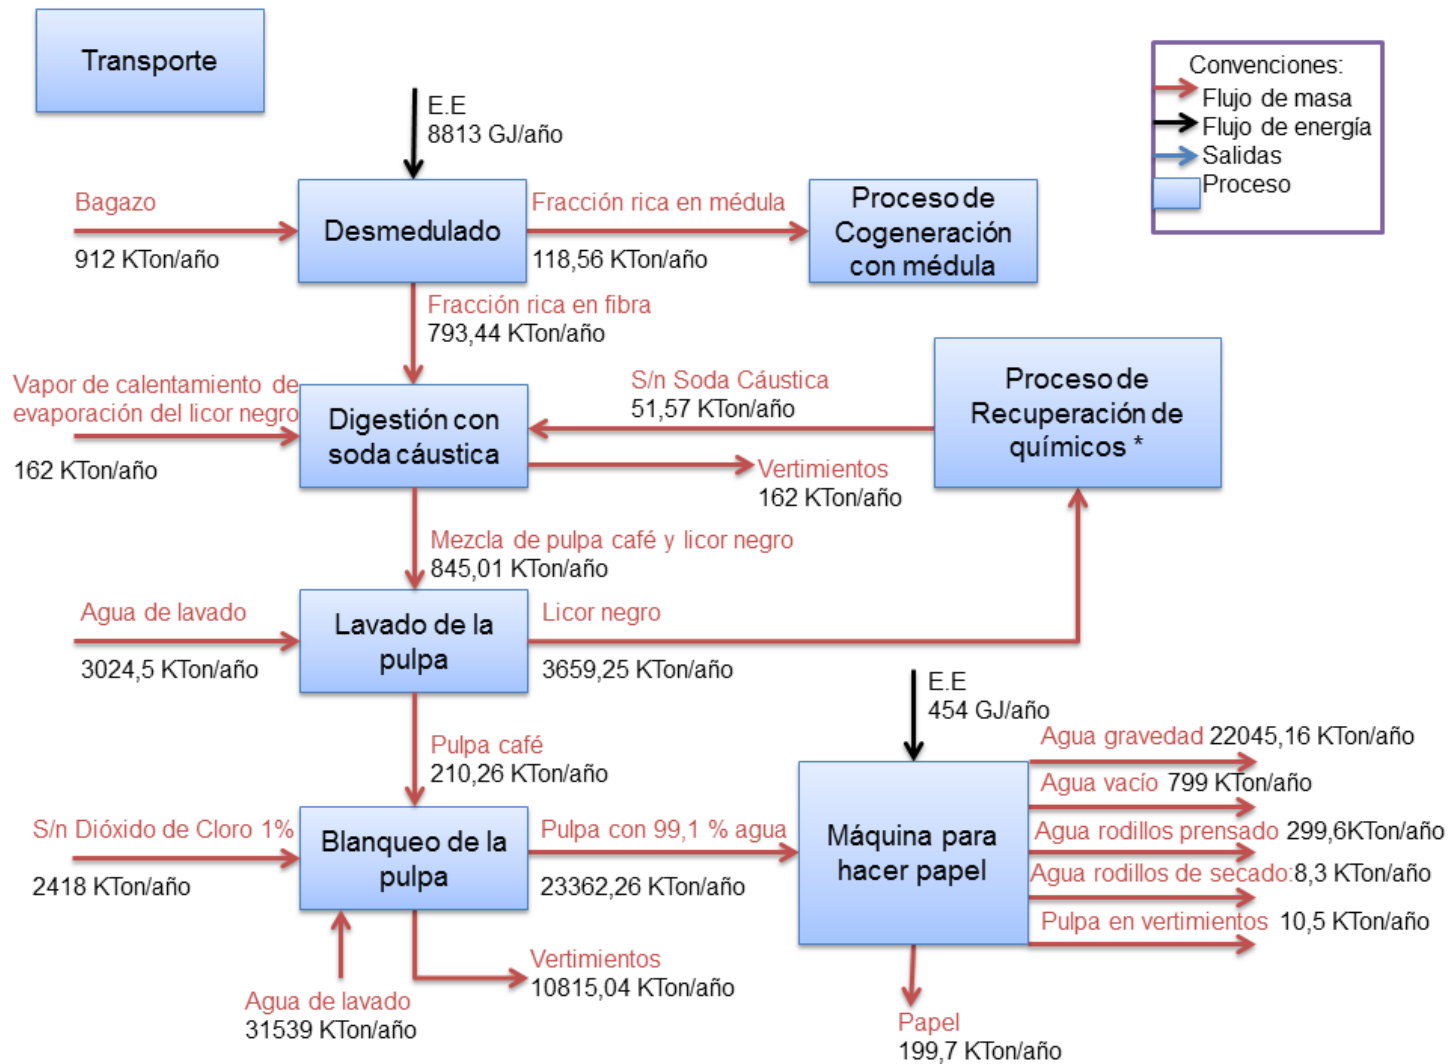 Transporte
Convenciones:
Flujo de masa
Flujo de energía
Salidas
Proceso
E.E
8813 GJ/año
Bagazo
912 KTon/año
Desmedulado
Fracción rica en médula
118,56 KTon/año
Proceso de
Cogeneración
con médula
Fracción rica en fibra
793,44 KTon/año
Vapor de calentamiento de
evaporación del licor negro
162 KTon/año
Digestión con
soda cáustica
S/n Soda Cáustica
51,57 KTon/año
Proceso de
Recuperación de
químicos *
Vertimientos
162 KTon/año
Mezcla de pulpa café y licor negro
845,01 KTon/año
Agua de lavado
3024,5 KTon/año
Lavado de la
pulpa
Licor negro
3659,25 KTon/año
Pulpa café
210,26 KTon/año
E.E
454 GJ/año
S/n Dióxido de Cloro 1%
2418 KTon/año
Blanqueo de la
pulpa
Pulpa con 99,1 % agua
23362,26 KTon/año
Máquina para
hacer papel
Agua gravedad 22045,16 KTon/año
Agua vacío 799 KTon/año
Agua rodillos prensado 299,6KTon/año
Agua rodillos de secado:8,3 KTon/año
Pulpa en vertimientos 10,5 KTon/año
Agua de lavado
31539 KTon/año
Vertimientos
10815,04 KTon/año
Papel
199,7 KTon/año